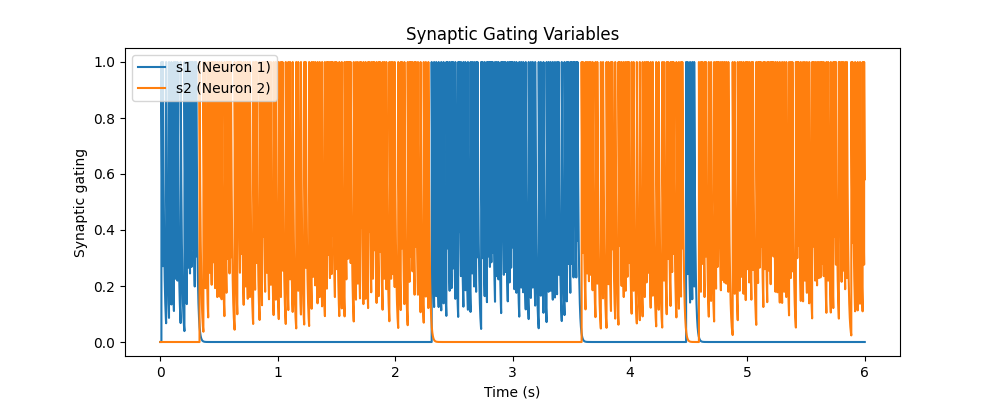 Synaptic Gating Variables
s1 (Neuron 1)
s2 (Neuron 2)
Synaptic gating
1.0
0.8
0.6
0.4
0.2
0.0
0 1 2 3 4 5 6
Time (s)